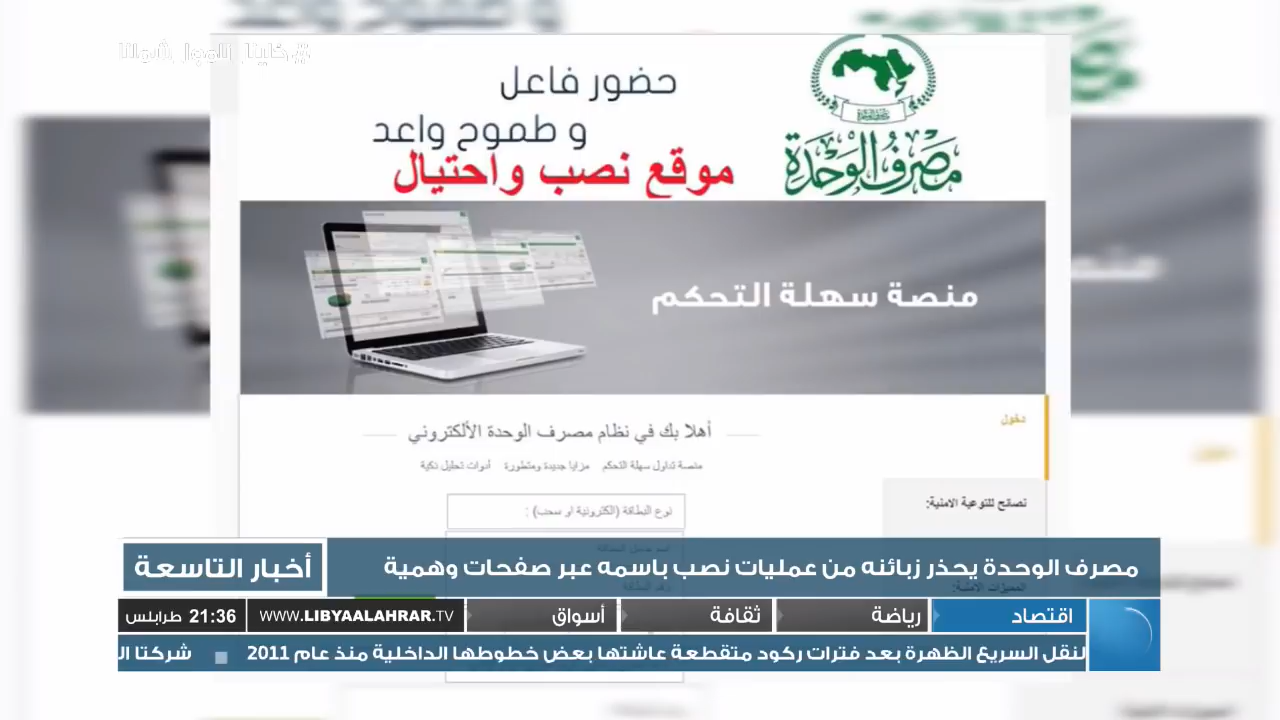 حضور فاعل
و طموح واعد
موقع نصب واحتيال
مصرف الوحدة
منصة سهلة التحكم
دخول
أهلا بك في نظام مصرف الوحدة الألكتروني
منصة تداول سهلة التحكم مزايا جديدة ومتطورة أدوات تحليل ذكية
نصائح للتوعية الامنية:
نوع البطاقة (الكترونية او سحب) :
مصرف الوحدة يحذر زبائنه من عمليات نصب باسمه عبر صفحات وهمية
أخبار التاسعة
اقتصاد
رياضة
ثقافة
أسواق
WWW.LIBYAALAHRAR.TV
21:36 طرابلس
لنقل السريع الظهرة بعد فترات ركود متقطعة عاشتها بعض خطوطها الداخلية منذ عام 2011 شركتا ال